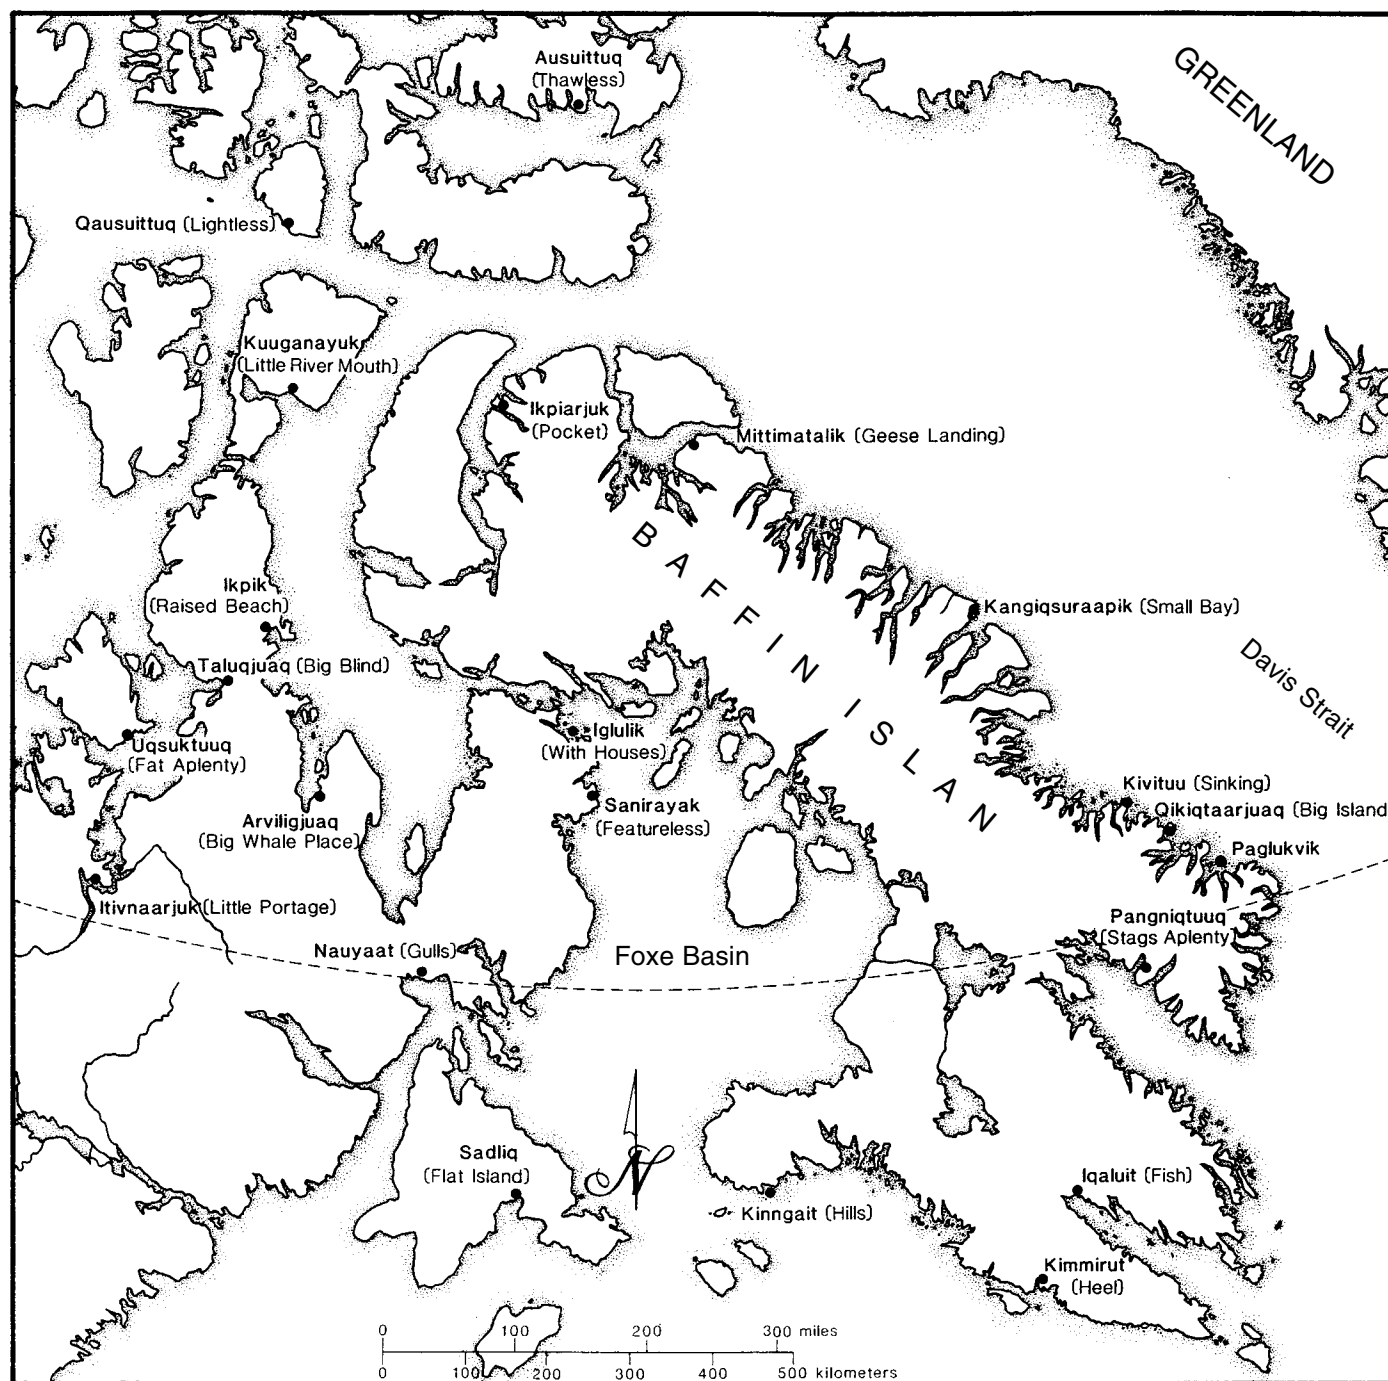 Ausuittuq
(Thawless)
GREENLAND
Qausuittuq (Lightless)
Kuuganayuk
(Little River Mouth)
Ikpiarjuk
(Pocket)
Mittimatalik (Geese Landing)
BAFFIN ISLAND
Ikpik
(Raised Beach)
Kangiqsuraapik (Small Bay)
Taluqjuaq (Big Blind)
Davis Strait
Uqsuktuuq
(Fat Aplenty)
Iglulik
(With Houses)
Kivituu (Sinking)
Sanirayak
(Featureless)
Qikiqtaarjuaq (Big Island
Arviligjuaq
(Big Whale Place)
Paglukvik
Itivnaarjuk (Little Portage)
Pangniqtuuq
(Stags Aplenty)
Nauyaat (Gulls)
Foxe Basin
Sadliq
(Flat Island)
N
Iqaluit (Fish)
Kinngait (Hills)
Kimmirut
(Heel)
0 100 200 300 miles
0 100 200 300 400 500 kilometers